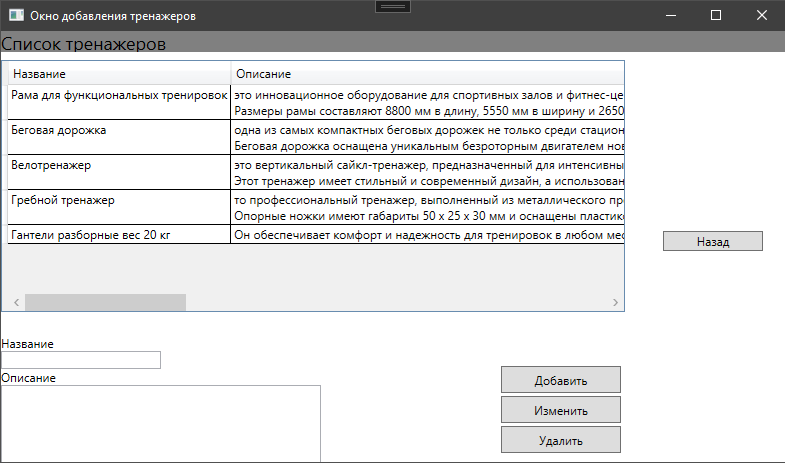 Окно добавления тренажеров
Список тренажеров
Название Описание
Рама для функциональных тренировок это инновационное оборудование для спортивных залов и фитнес-це
Размеры рамы составляют 8800 мм в длину, 5550 мм в ширину и 2650
Беговая дорожка одна из самых компактных беговых дорожек не только среди стацион
Беговая дорожка оснащена уникальным безроторным двигателем нов
Велотренажер это вертикальный сайкл-тренажер, предназначенный для интенсивны
Этот тренажер имеет стильный и современный дизайн, а использован
Гребной тренажер то профессиональный тренажер, выполненный из металлического пр
Опорные ножки имеют габариты 50 x 25 x 30 мм и оснащены пластико
Гантели разборные вес 20 кг Он обеспечивает комфорт и надежность для тренировок в любом мес
Назад
Название
Описание
Добавить
Изменить
Удалить